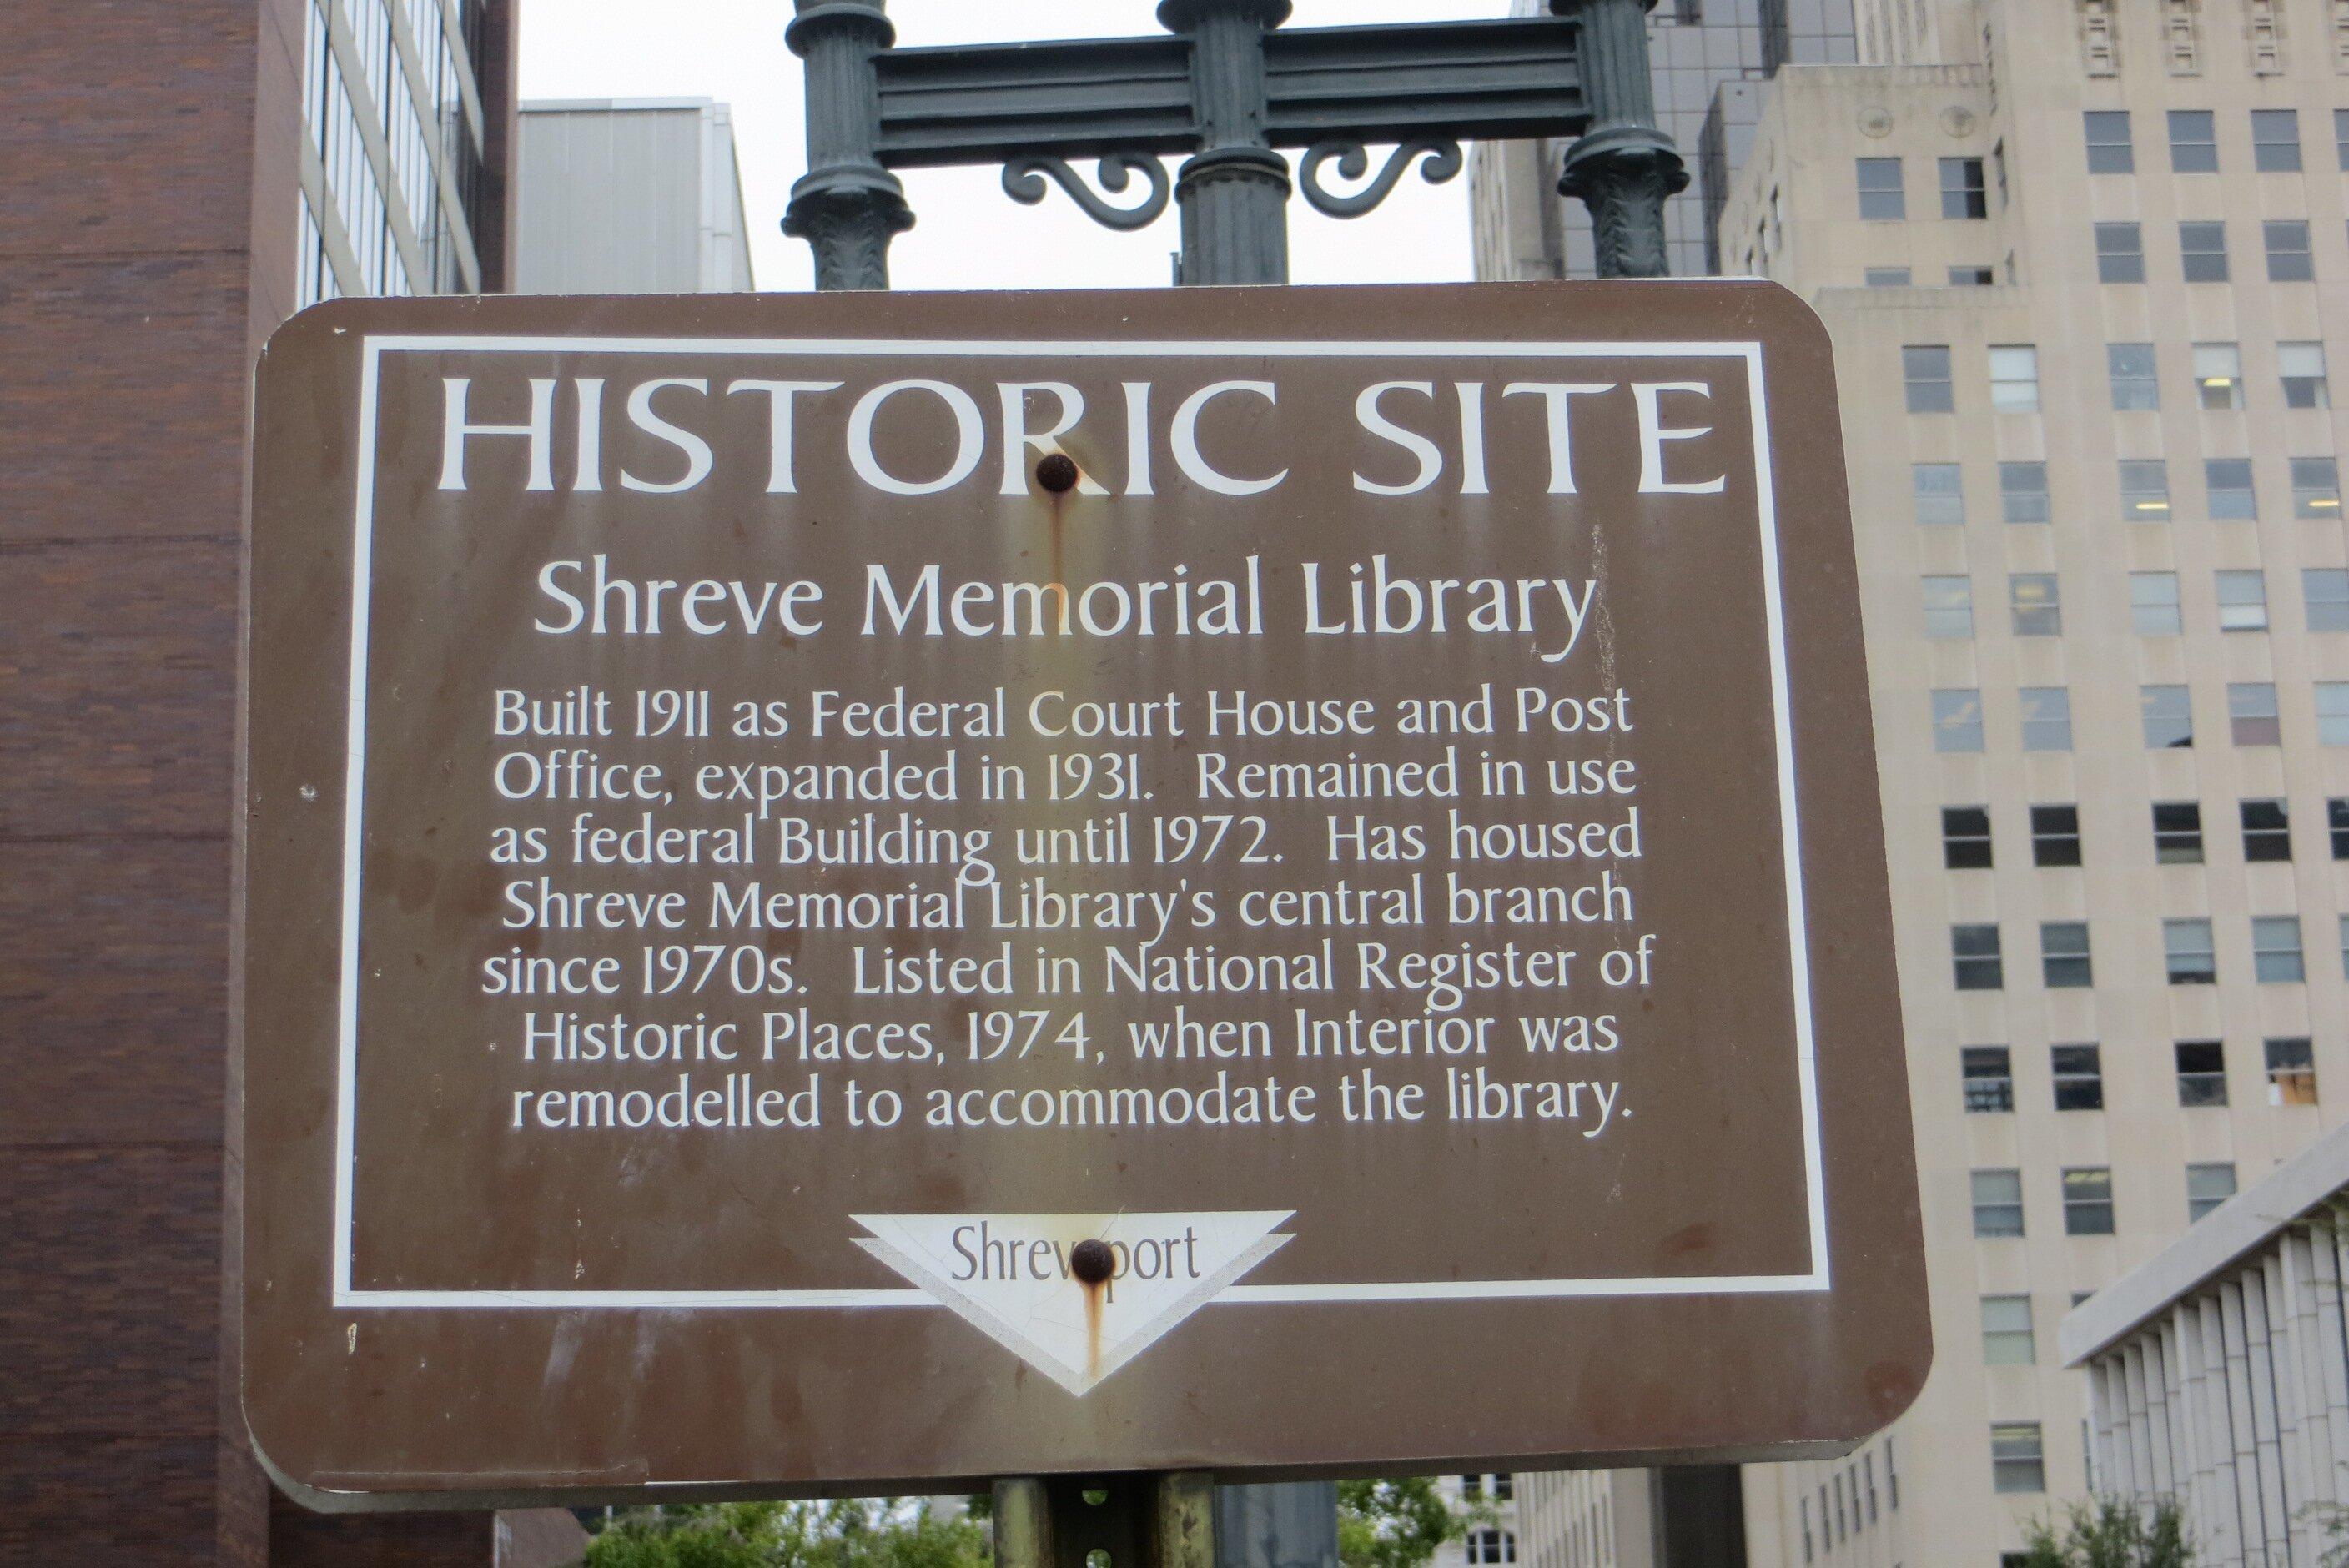 HISTORIC SITE
Shreve Memorial Library
Built 1911 as Federal Court House and Post
Office, expanded in 1931. Remained in use
as federal Building until 1972. Has housed
Shreve Memorial Library's central branch
since 1970s. Listed in National Register of
Historic Places, 1974, when Interior was
remodelled to accommodate the library.
Shreveport